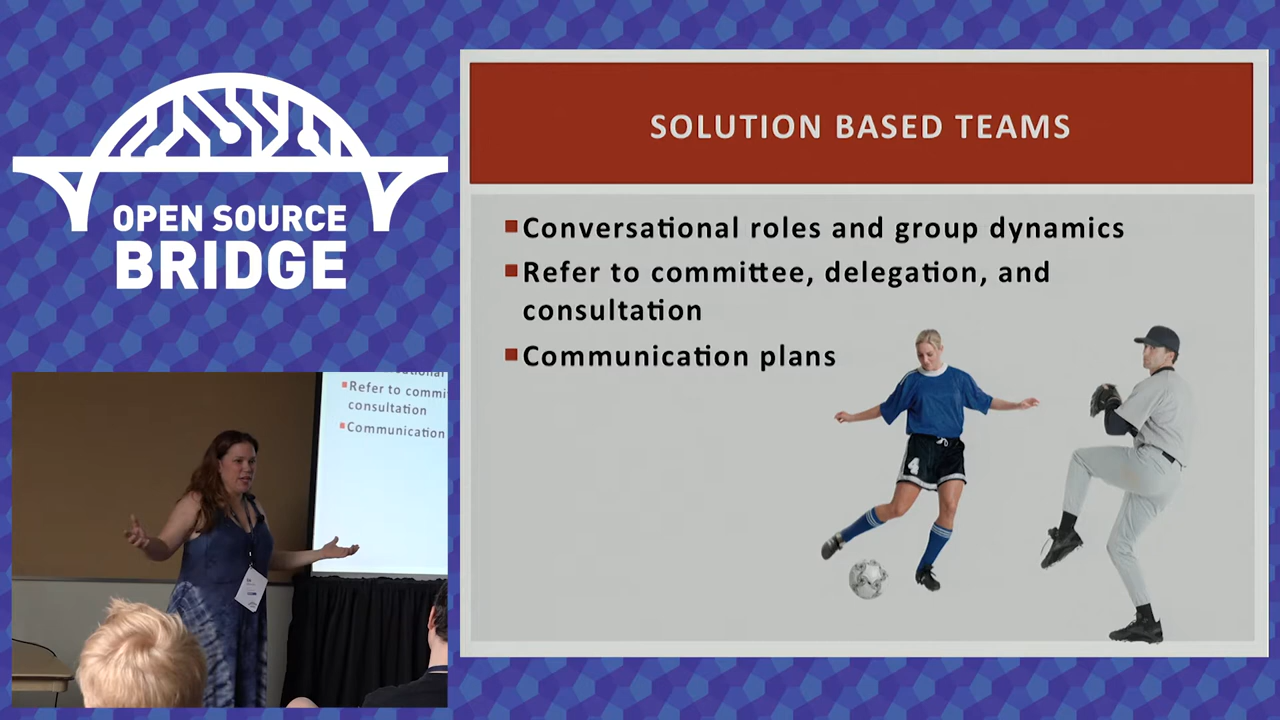 OPEN SOURCE
BRIDGE
SOLUTION BASED TEAMS
Conversational roles and group dynamics
Refer to committee, delegation, and
consultation
Communication plans
4
Refer to commi
consultation
Communication